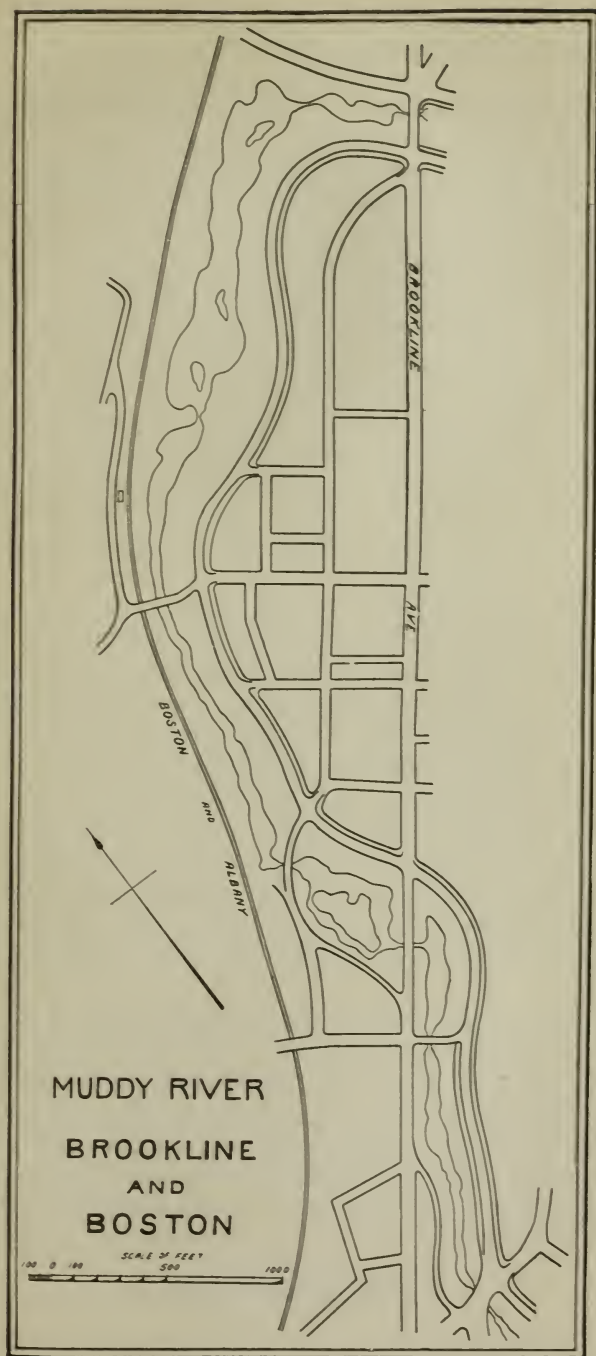 BROOKLINE
AVE
BOSTON
AND
ALBANY
MUDDY RIVER
BROOKLINE
AND
BOSTON
SCALE OF FEET
100 0 100 500 1000